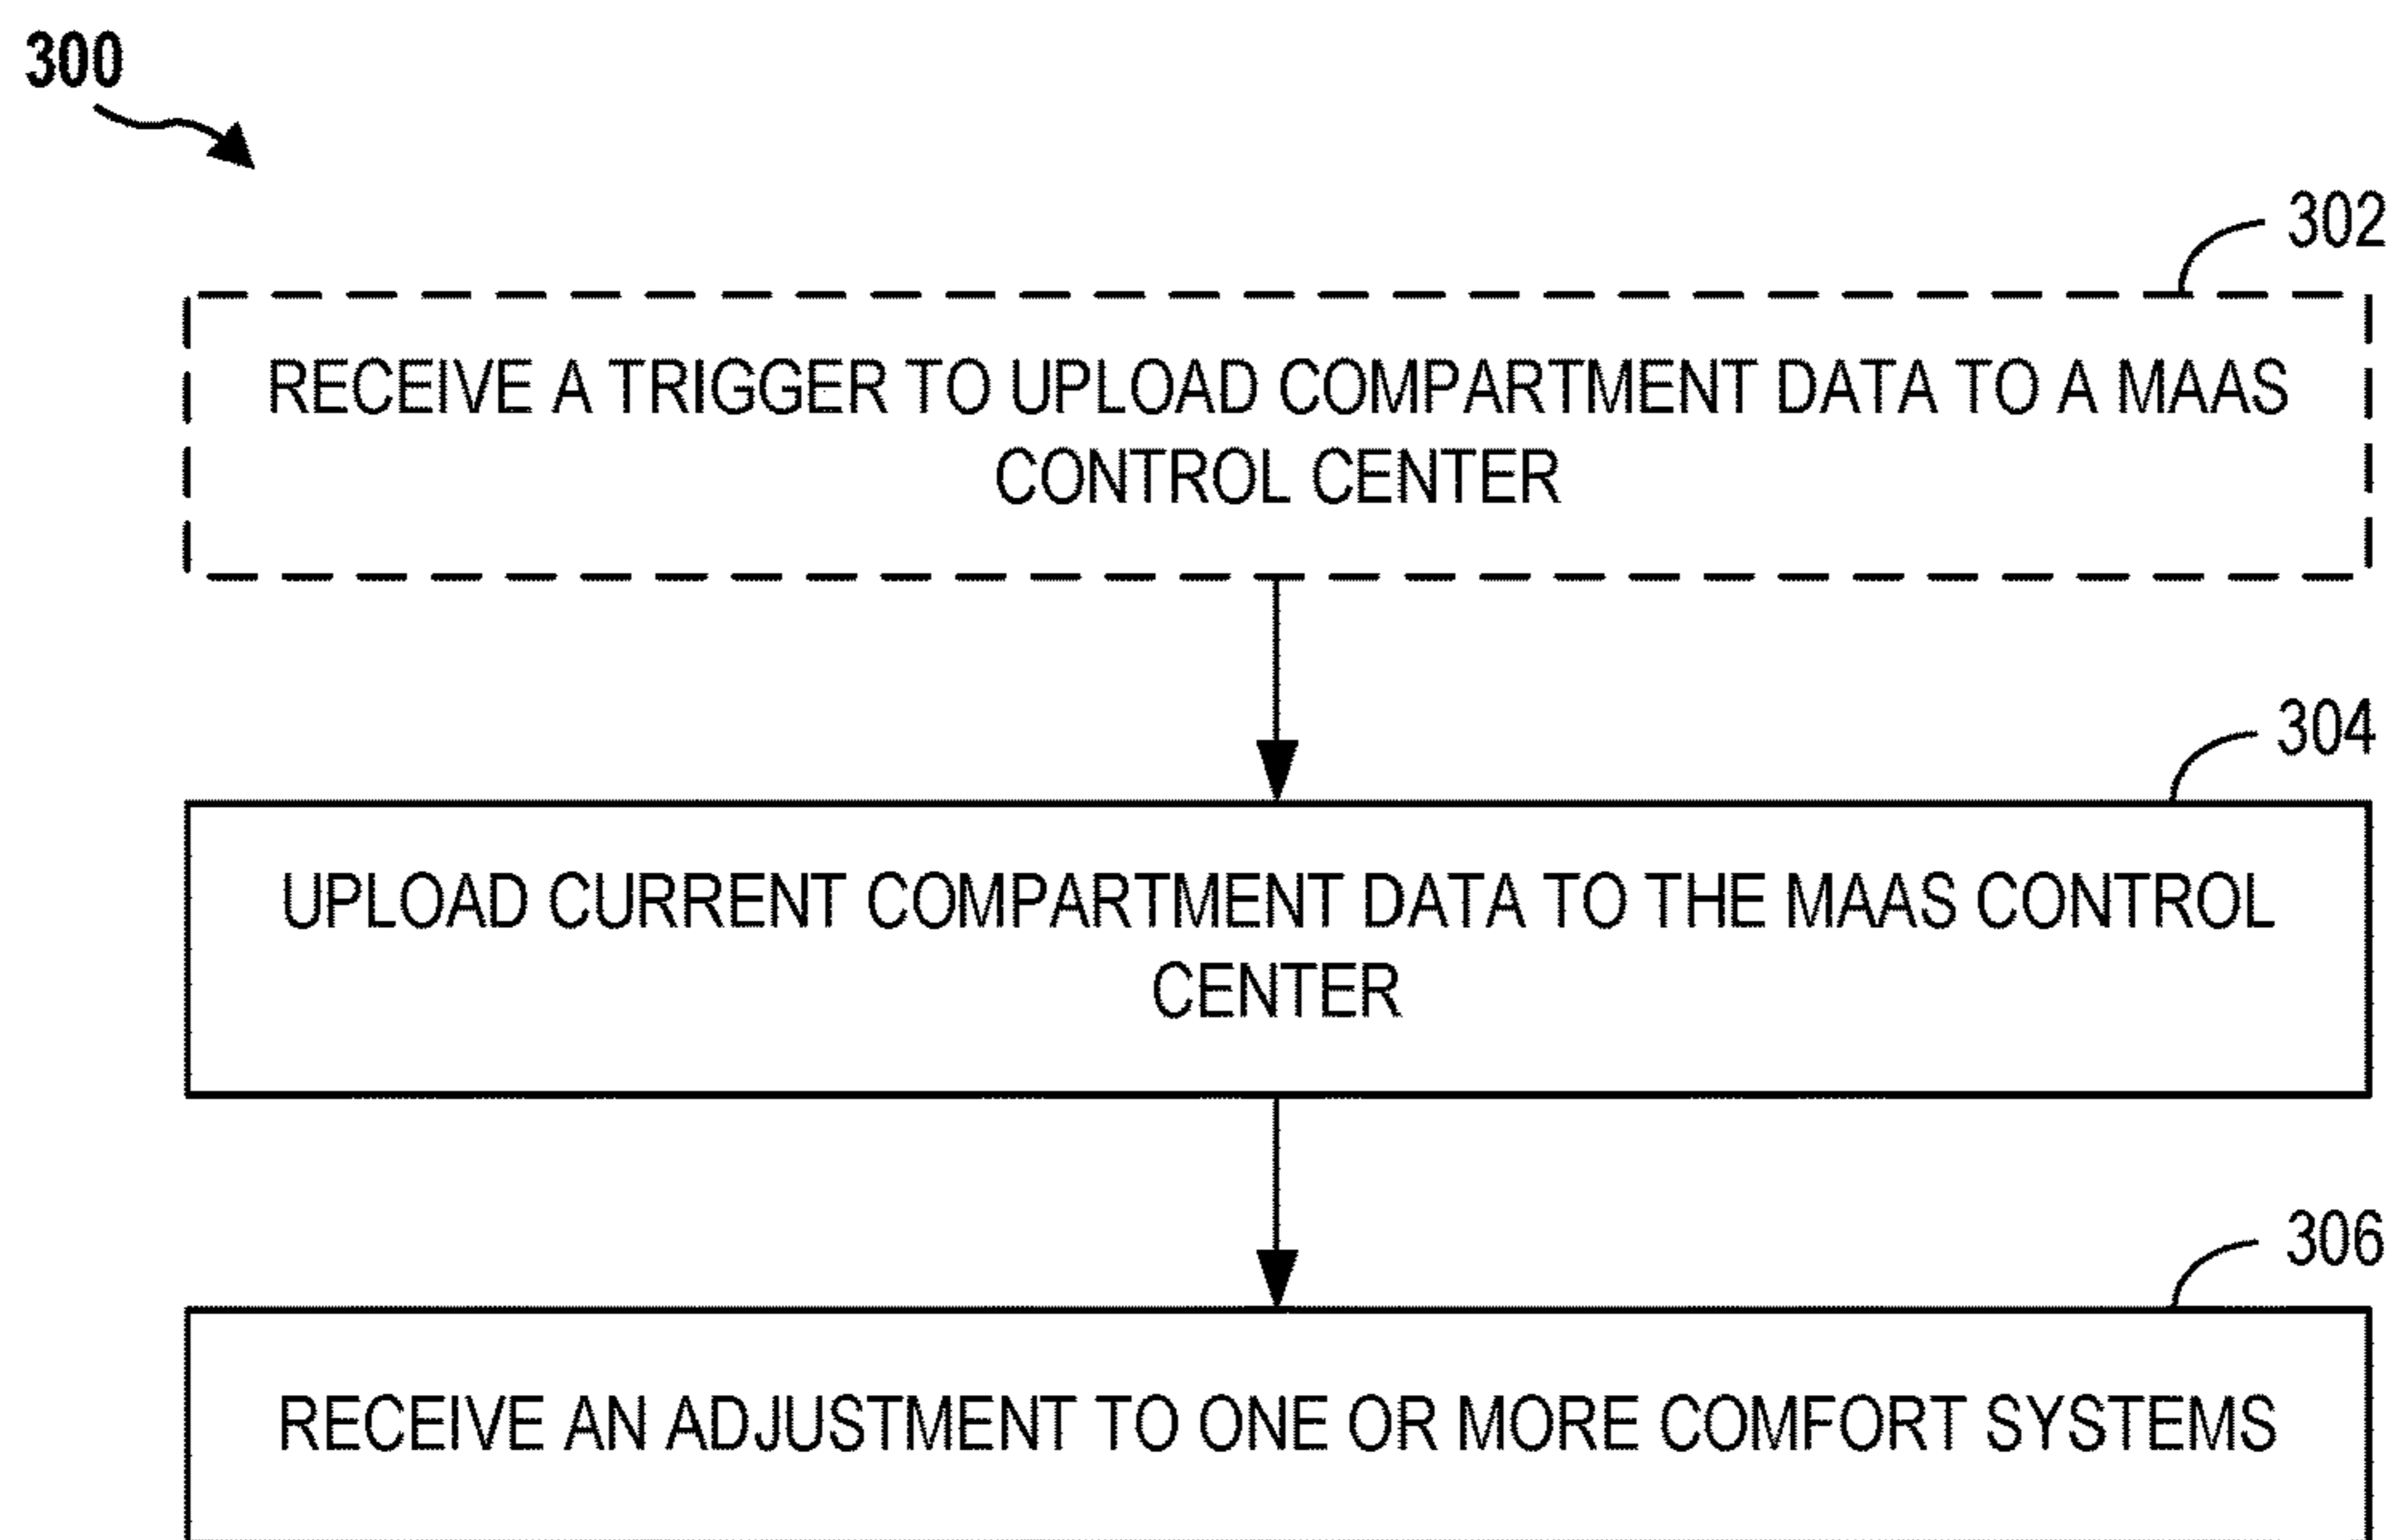 300
302
RECEIVE A TRIGGER TO UPLOAD COMPARTMENT DATA TO A MAAS
CONTROL CENTER
304
UPLOAD CURRENT COMPARTMENT DATA TO THE MAAS CONTROL
CENTER
306
RECEIVE AN ADJUSTMENT TO ONE OR MORE COMFORT SYSTEMS